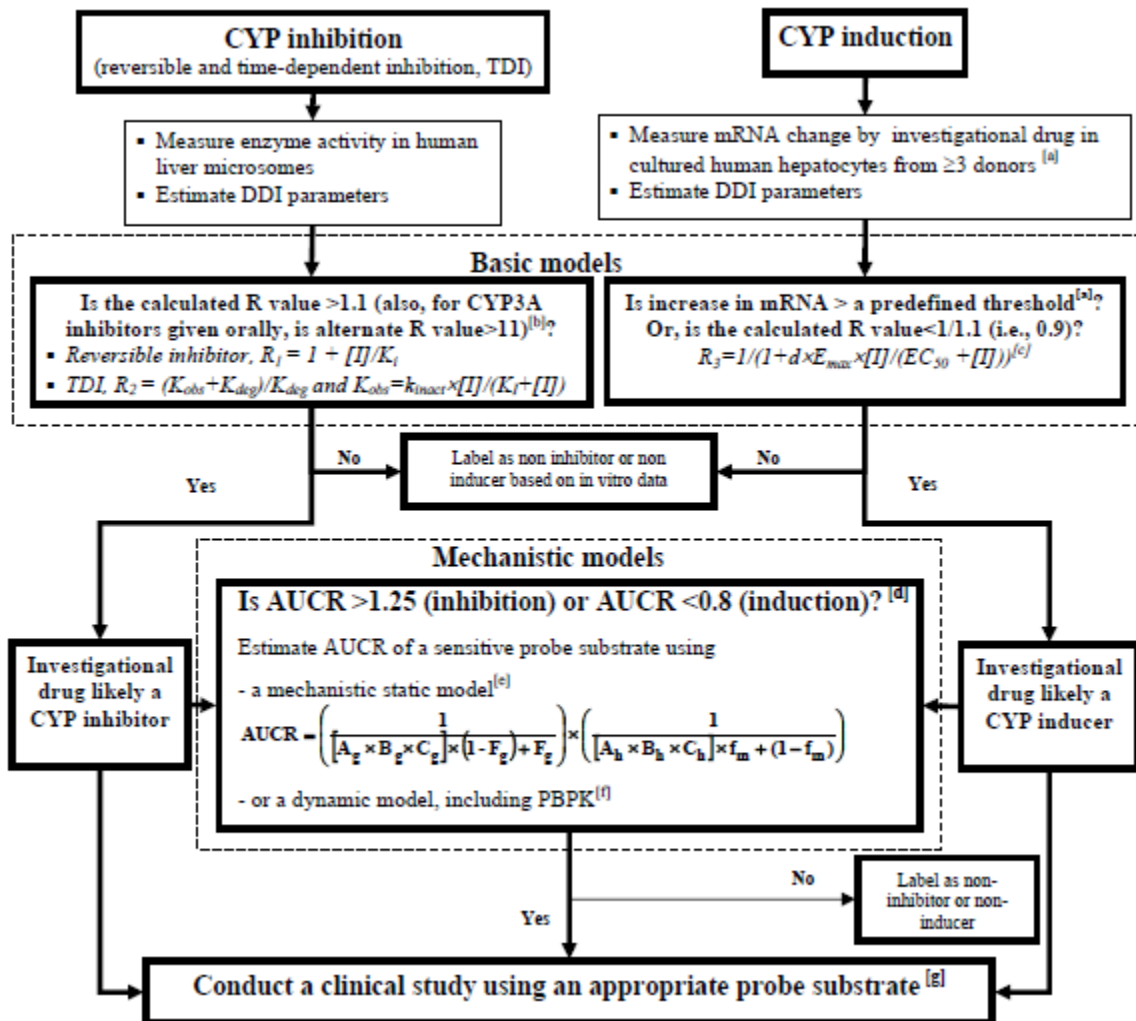 CYP inhibition
(reversible and time-dependent inhibition, TDI)
CYP induction
▪ Measure enzyme activity in human
liver microsomes
▪ Estimate DDI parameters
▪ Measure mRNA change by investigational drug in
cultured human hepatocytes from ≥3 donors [a]
▪ Estimate DDI parameters
Basic models
Is the calculated R value >1.1 (also, for CYP3A
inhibitors given orally, is alternate R value>11)[b]?
▪ Reversible inhibitor, R1 = 1 + [I]/Ki
▪ TDI, R2 = (Kobs+Kdeg)/Kdeg and Kobs=kinact×[I]/(KI+[I])
Is increase in mRNA > a predefined threshold[a]?
Or, is the calculated R value<1/1.1 (i.e., 0.9)?
R3=1/(1+d×Emax×[I]/(EC50 +[I]))[c]
No
Label as non inhibitor or non
inducer based on in vitro data
No
Yes
Yes
Mechanistic models
Is AUCR >1.25 (inhibition) or AUCR <0.8 (induction)? [d]
Estimate AUCR of a sensitive probe substrate using
- a mechanistic static model[e]
AUCR = (1/([Ag × Bg × Cg]×(1-Fg)+Fg)) × (1/([Ah × Bh × Ch]×fm + (1−fm)))
- or a dynamic model, including PBPK[f]
Investigational
drug likely a
CYP inhibitor
Investigational
drug likely a
CYP inducer
No
Label as non-
inhibitor or non-
inducer
Yes
Conduct a clinical study using an appropriate probe substrate [g]